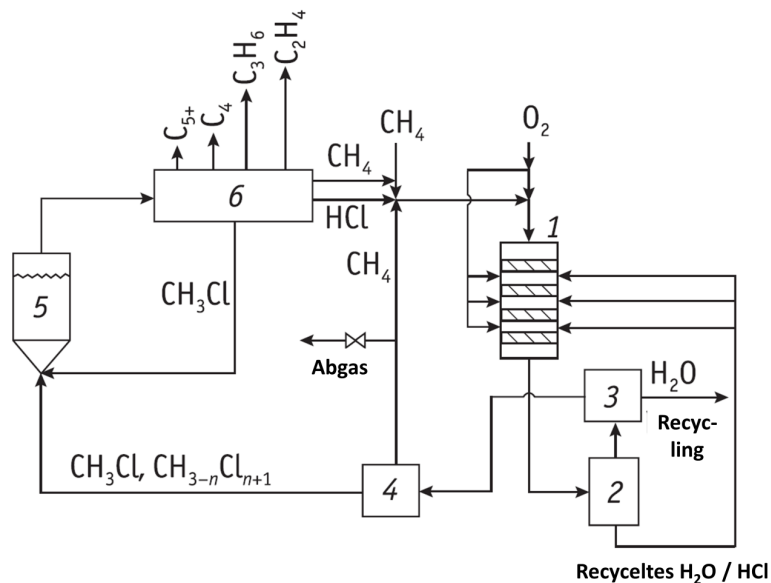 C₅₊
C₄
C₃H₆
C₂H₄
CH₄
O₂
CH₄
6
HCl
1
CH₄
5
CH₃Cl
Abgas
3
H₂O
Recyc-
ling
CH₃Cl, CH₃₋ₙClₙ₊₁
4
2
Recyceltes H₂O / HCl